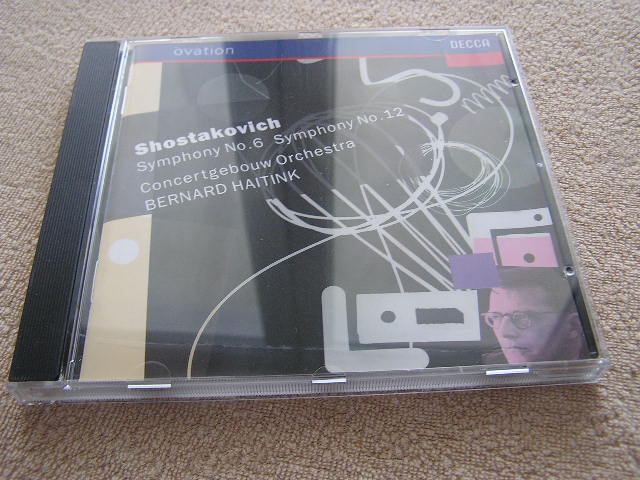 ovation
DECCA
Shostakovich
Symphony No.6 Symphony No.12
Concertgebouw Orchestra
BERNARD HAITINK